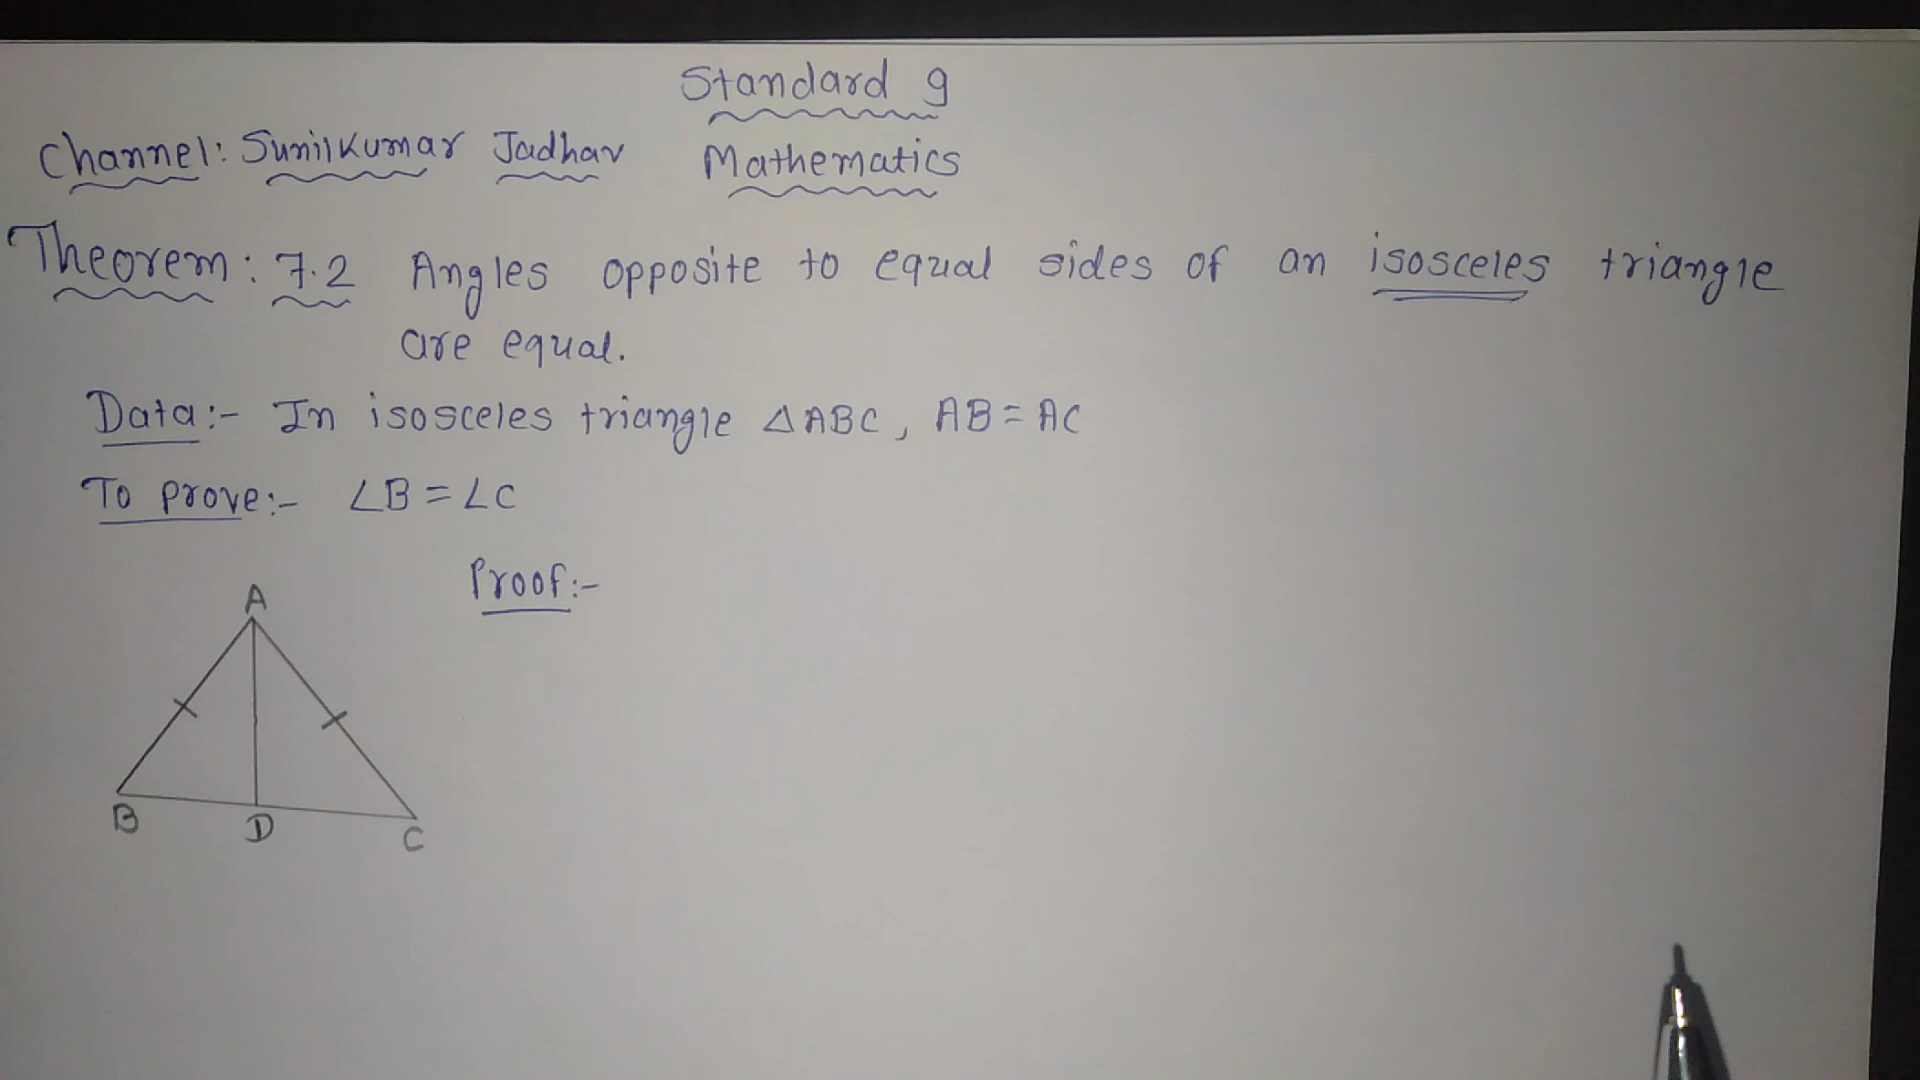 Standard 9
Channel: Sunilkumar Jadhav Mathematics
Theorem: 7.2 Angles opposite to equal sides of an isosceles triangle
are equal.
Data:- In isosceles triangle △ABC, AB = AC
To prove:- ∠B = ∠C
Proof:-
A
B
D
C